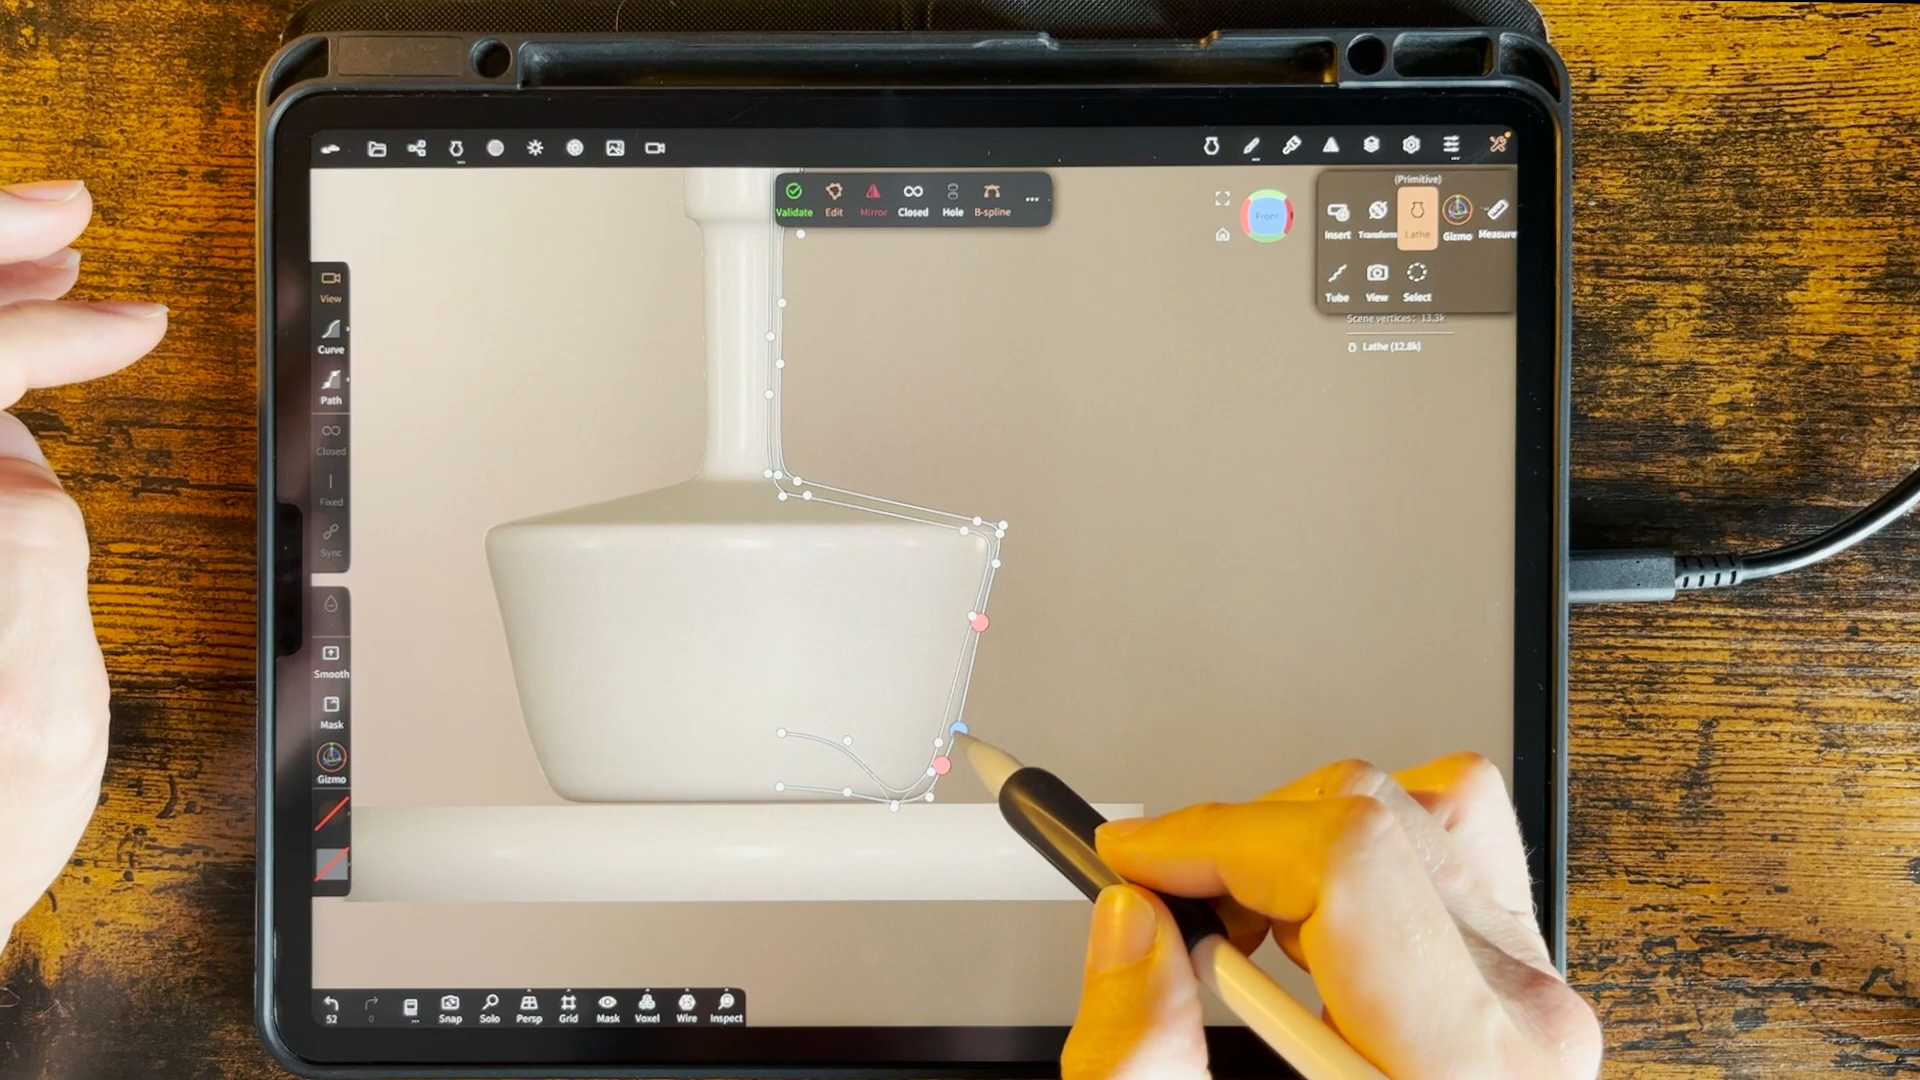 Validate Edit Mirror Closed Hole B-spline ...
Front
(Primitive)
Insert Transform Lathe Gizmo Measure
Tube View Select
Scene vertices: 13.3k
Lathe (12.8k)
View
Curve
Path
Closed
Fixed
Sync
Smooth
Mask
Gizmo
52 0 ... Snap Solo Persp Grid Mask Voxel Wire Inspect